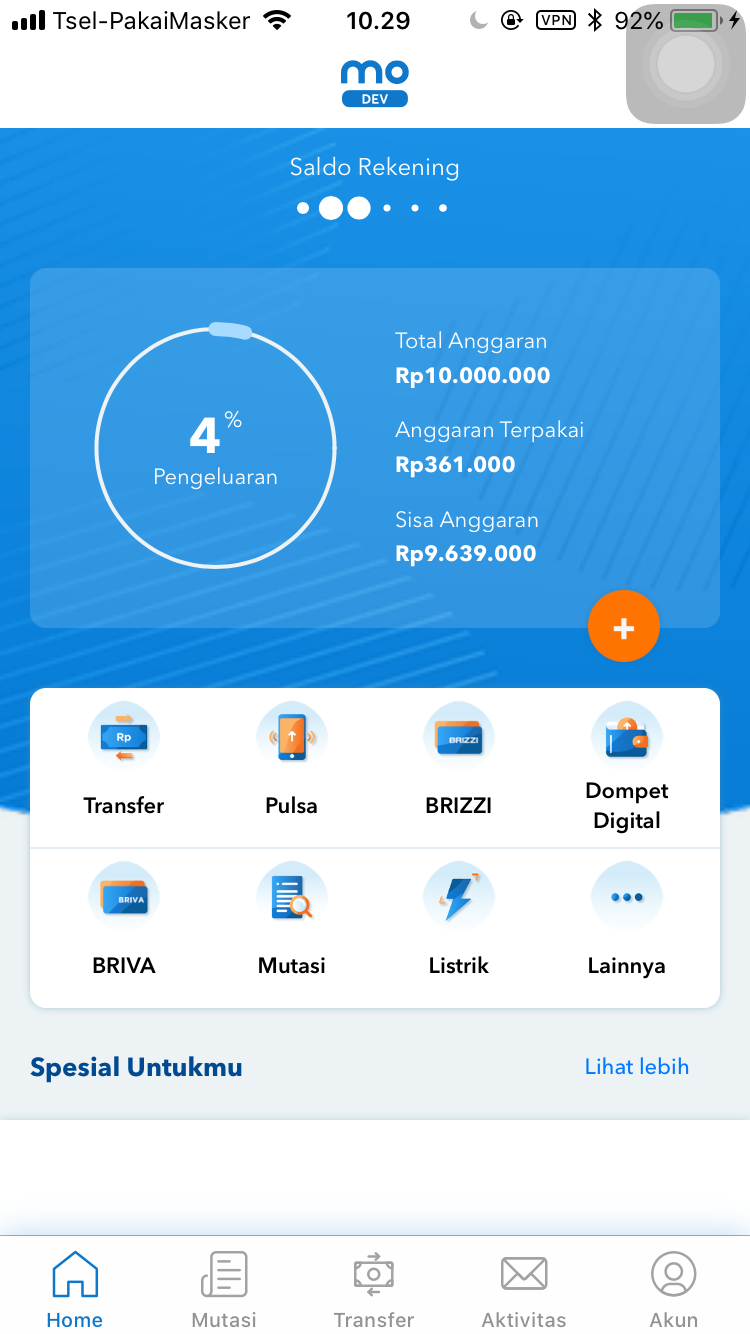 Tsel-PakaiMasker 10.29 VPN 92%
mo
DEV
Saldo Rekening
4%
Pengeluaran
Total Anggaran
Rp10.000.000
Anggaran Terpakai
Rp361.000
Sisa Anggaran
Rp9.639.000
+
Rp
BRIZZI
Transfer
Pulsa
BRIZZI
Dompet
Digital
BRIVA
BRIVA
Mutasi
Listrik
Lainnya
Spesial Untukmu
Lihat lebih
Home
Mutasi
Transfer
Aktivitas
Akun